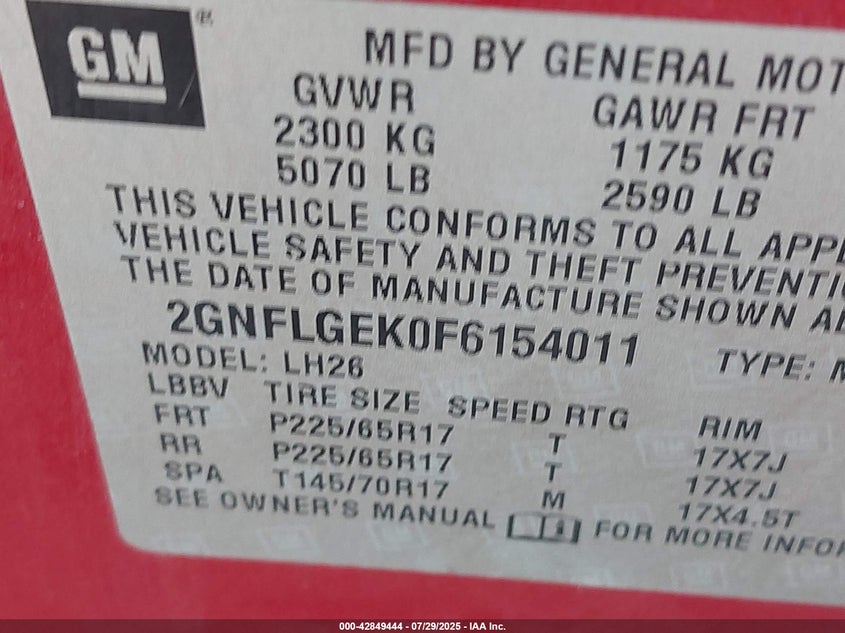 GM ®
MFD BY GENERAL MOT
GVWR GAWR FRT
2300 KG 1175 KG
5070 LB 2590 LB
THIS VEHICLE CONFORMS TO ALL APPL
VEHICLE SAFETY AND THEFT PREVENTI
THE DATE OF MANUFACTURE SHOWN A
2GNFLGEK0F6154011 TYPE: M
MODEL: LH26
LBBV TIRE SIZE SPEED RTG RIM
FRT P225/65R17 T 17X7J
RR P225/65R17 T 17X7J
SPA T145/70R17 M 17X4.5T
SEE OWNER'S MANUAL FOR MORE INFOR
000-42849444 - 07/29/2025 - IAA Inc.